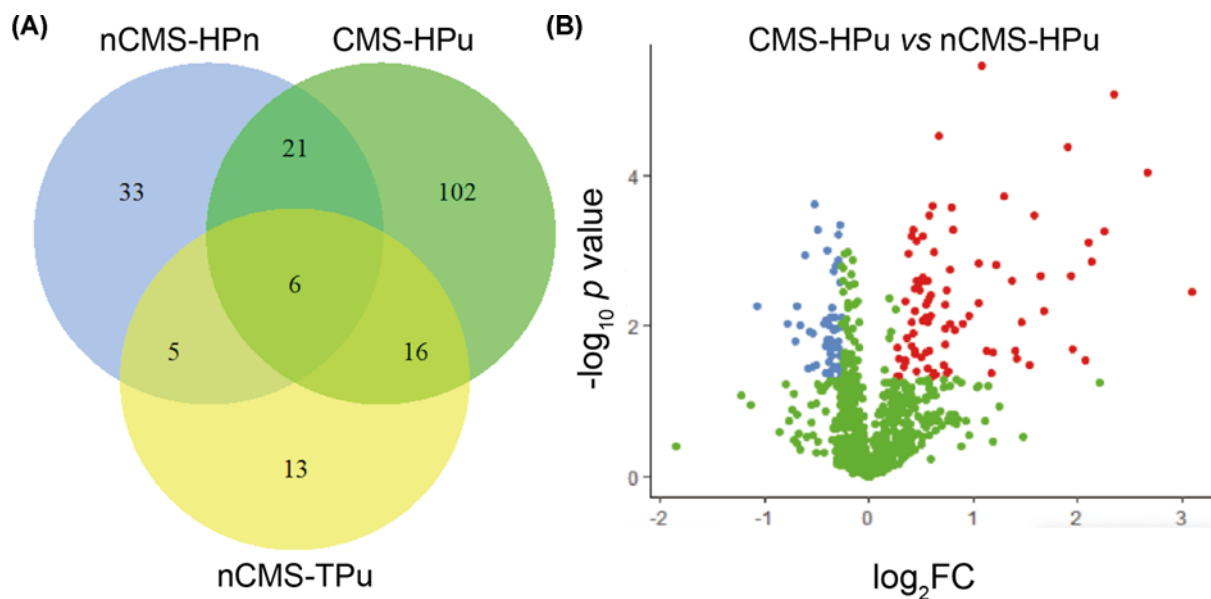 (A)
nCMS-HPn
CMS-HPu
21
33
102
6
5
16
13
nCMS-TPu
(B)
CMS-HPu vs nCMS-HPu
-log₁₀ p value
4
2
0
-2
-1
0
1
2
3
log₂FC